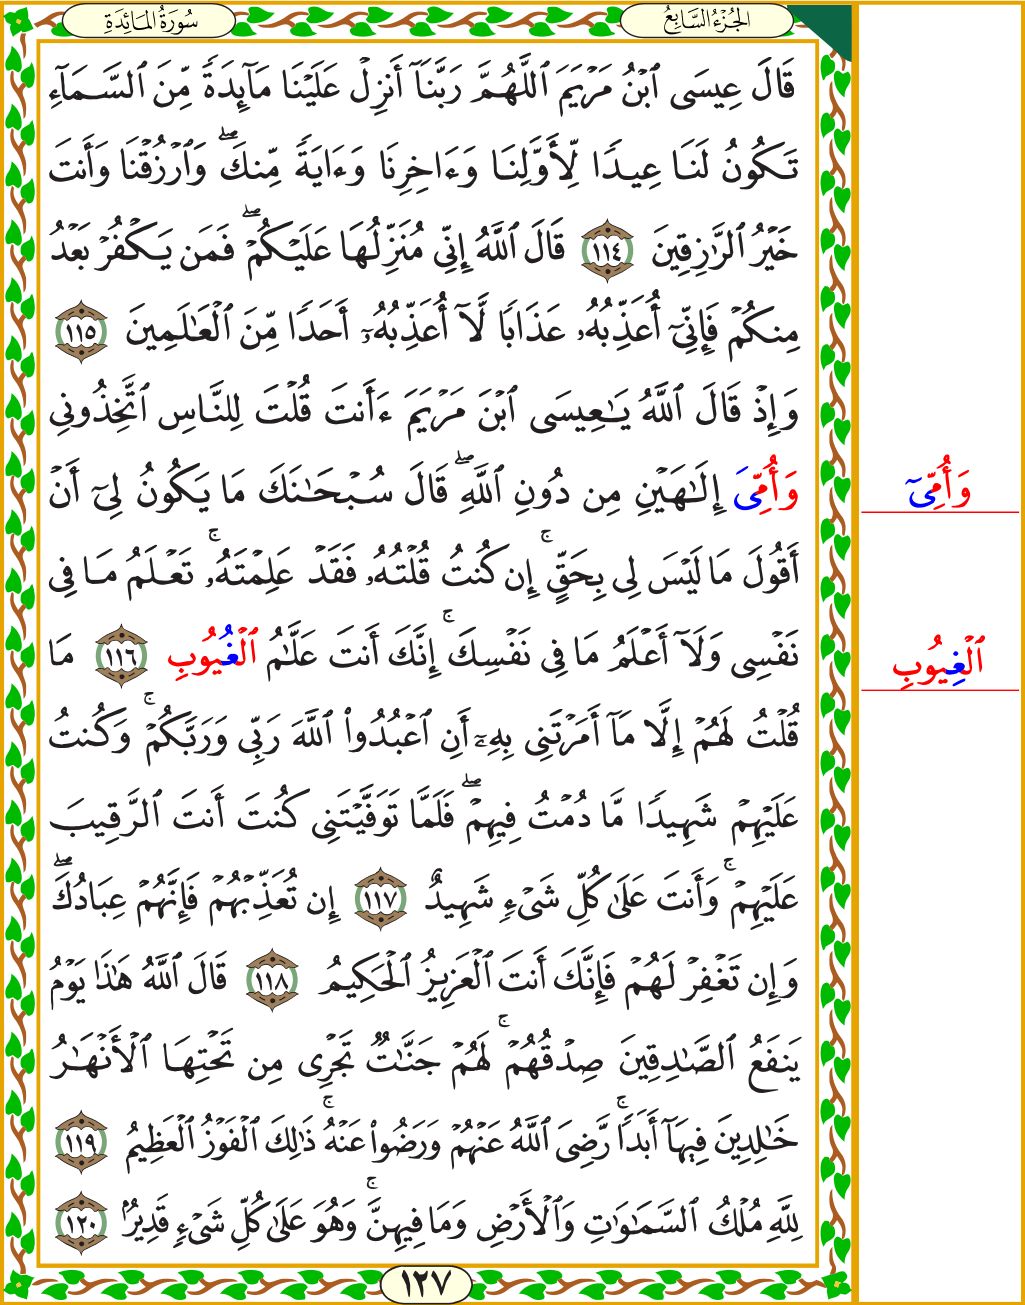 سُورَةُ المَائِدَةِ
الجُزْءُ السَّابِعُ
قَالَ عِيسَى ٱبْنُ مَرْيَمَ ٱللَّهُمَّ رَبَّنَآ أَنزِلْ عَلَيْنَا مَآئِدَةً مِّنَ ٱلسَّمَآءِ
تَكُونُ لَنَا عِيدًا لِّأَوَّلِنَا وَءَاخِرِنَا وَءَايَةً مِّنكَ ۖ وَٱرْزُقْنَا وَأَنتَ
خَيْرُ ٱلرَّٰزِقِينَ ١١٤ قَالَ ٱللَّهُ إِنِّى مُنَزِّلُهَا عَلَيْكُمْ ۖ فَمَن يَكْفُرْ بَعْدُ
مِنكُمْ فَإِنِّىٓ أُعَذِّبُهُۥ عَذَابًا لَّآ أُعَذِّبُهُۥٓ أَحَدًا مِّنَ ٱلْعَٰلَمِينَ ١١٥
وَإِذْ قَالَ ٱللَّهُ يَٰعِيسَى ٱبْنَ مَرْيَمَ ءَأَنتَ قُلْتَ لِلنَّاسِ ٱتَّخِذُونِى
وَأُمِّىَ إِلَٰهَيْنِ مِن دُونِ ٱللَّهِ ۖ قَالَ سُبْحَٰنَكَ مَا يَكُونُ لِىٓ أَنْ
وَأُمِّىٓ
أَقُولَ مَا لَيْسَ لِى بِحَقٍّ ۚ إِن كُنتُ قُلْتُهُۥ فَقَدْ عَلِمْتَهُۥ ۚ تَعْلَمُ مَا فِى
نَفْسِى وَلَآ أَعْلَمُ مَا فِى نَفْسِكَ ۚ إِنَّكَ أَنتَ عَلَّٰمُ ٱلْغُيُوبِ ١١٦ مَا
ٱلْغِيُوبِ
قُلْتُ لَهُمْ إِلَّا مَآ أَمَرْتَنِى بِهِۦٓ أَنِ ٱعْبُدُوا۟ ٱللَّهَ رَبِّى وَرَبَّكُمْ ۚ وَكُنتُ
عَلَيْهِمْ شَهِيدًا مَّا دُمْتُ فِيهِمْ ۖ فَلَمَّا تَوَفَّيْتَنِى كُنتَ أَنتَ ٱلرَّقِيبَ
عَلَيْهِمْ ۚ وَأَنتَ عَلَىٰ كُلِّ شَىْءٍ شَهِيدٌ ١١٧ إِن تُعَذِّبْهُمْ فَإِنَّهُمْ عِبَادُكَ ۖ
وَإِن تَغْفِرْ لَهُمْ فَإِنَّكَ أَنتَ ٱلْعَزِيزُ ٱلْحَكِيمُ ١١٨ قَالَ ٱللَّهُ هَٰذَا يَوْمُ
يَنفَعُ ٱلصَّٰدِقِينَ صِدْقُهُمْ ۚ لَهُمْ جَنَّٰتٌ تَجْرِى مِن تَحْتِهَا ٱلْأَنْهَٰرُ
خَٰلِدِينَ فِيهَآ أَبَدًا ۚ رَّضِىَ ٱللَّهُ عَنْهُمْ وَرَضُوا۟ عَنْهُ ۚ ذَٰلِكَ ٱلْفَوْزُ ٱلْعَظِيمُ ١١٩
لِلَّهِ مُلْكُ ٱلسَّمَٰوَٰتِ وَٱلْأَرْضِ وَمَا فِيهِنَّ ۚ وَهُوَ عَلَىٰ كُلِّ شَىْءٍ قَدِيرٌۢ ١٢٠
١٢٧